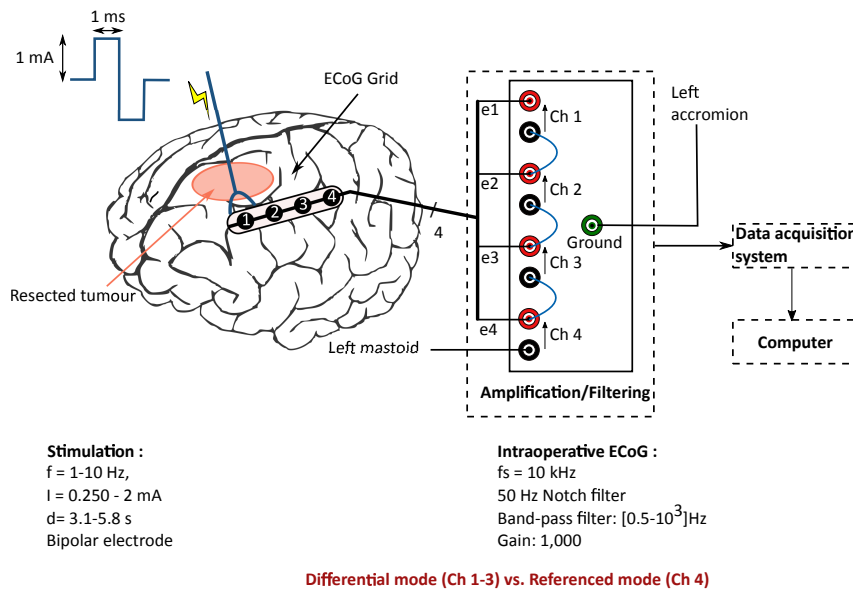 1 ms
1 mA
ECoG Grid
1 2 3 4
Resected tumour
4
e1
Ch 1
e2
Ch 2
Ground
e3
Ch 3
e4
Ch 4
Left mastoid
Amplification/Filtering
Left
accromion
Data acquisition
system
Computer
Stimulation :
f = 1-10 Hz,
I = 0.250 - 2 mA
d= 3.1-5.8 s
Bipolar electrode
Intraoperative ECoG :
fs = 10 kHz
50 Hz Notch filter
Band-pass filter: [0.5-10³]Hz
Gain: 1,000
Differential mode (Ch 1-3) vs. Referenced mode (Ch 4)